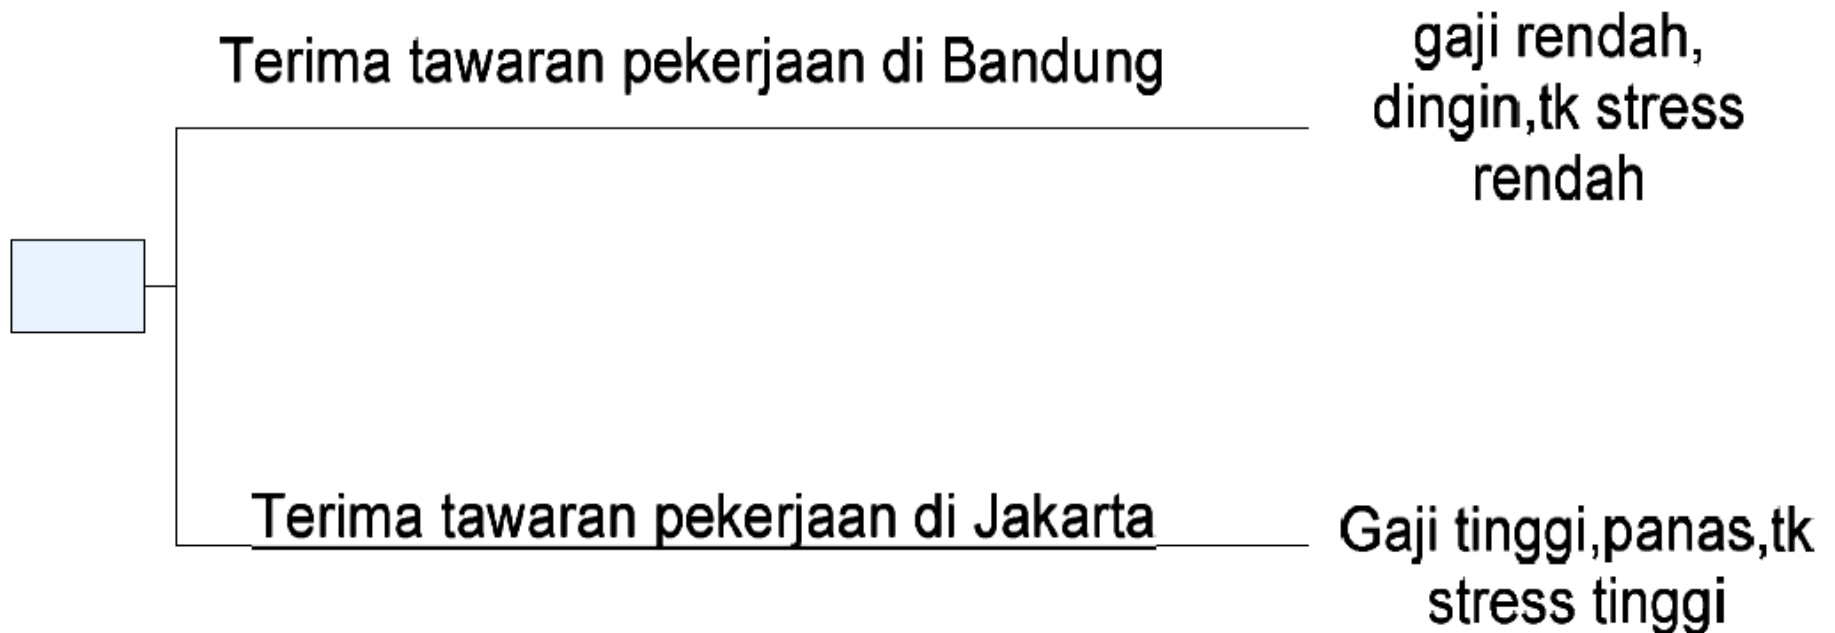 Terima tawaran pekerjaan di Bandung
gaji rendah,
dingin,tk stress
rendah
Terima tawaran pekerjaan di Jakarta
Gaji tinggi,panas,tk
stress tinggi